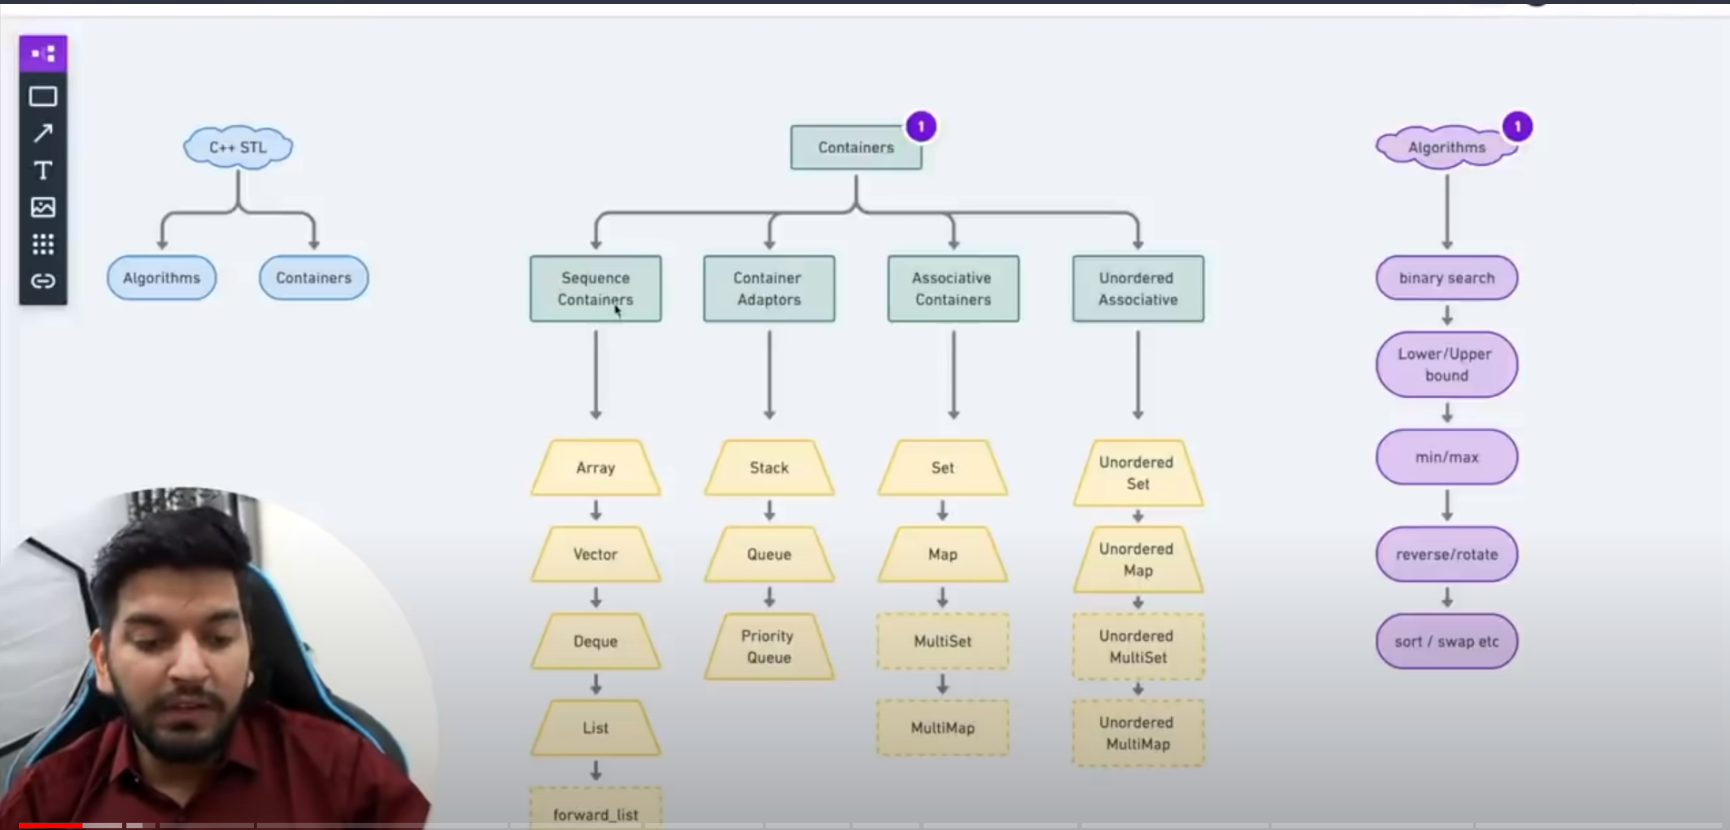 C++ STL
Algorithms
Containers
Containers
1
Sequence
Containers
Container
Adaptors
Associative
Containers
Unordered
Associative
Array
Vector
Deque
List
forward_list
Stack
Queue
Priority
Queue
Set
Map
MultiSet
MultiMap
Unordered
Set
Unordered
Map
Unordered
MultiSet
Unordered
MultiMap
Algorithms
1
binary search
Lower/Upper
bound
min/max
reverse/rotate
sort / swap etc
T